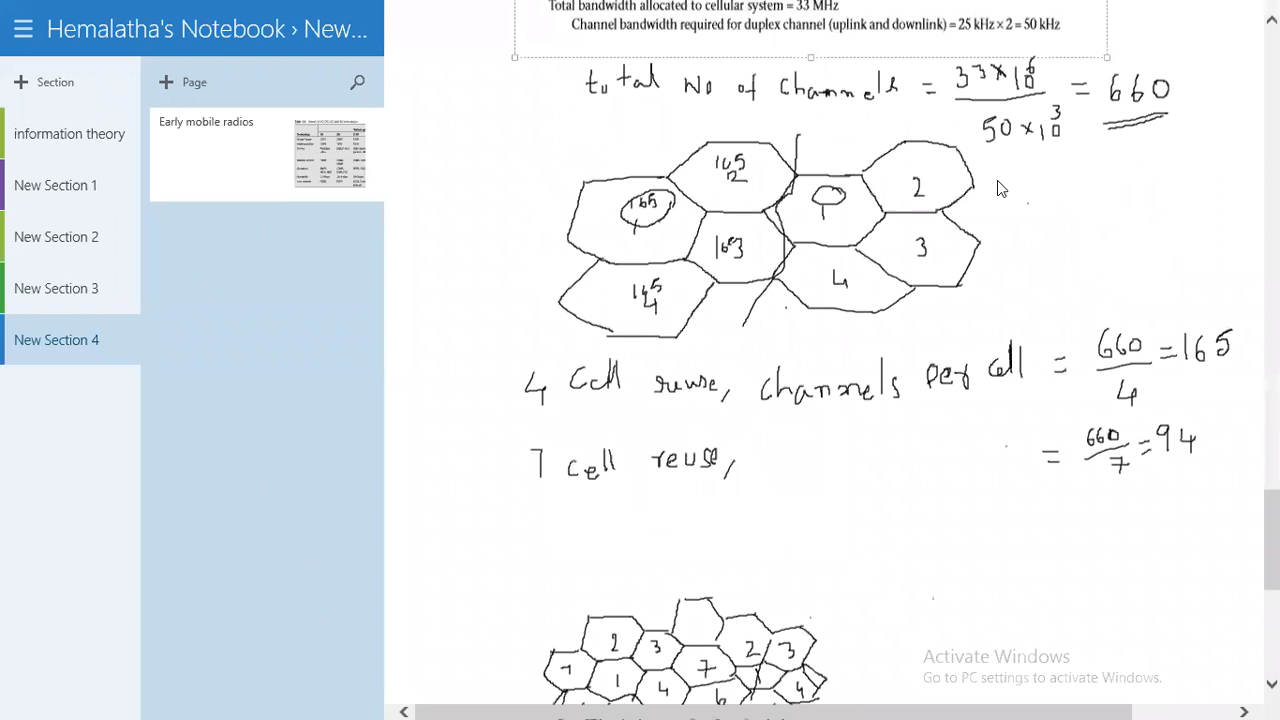 Hemalatha's Notebook › New...
Section
Page
information theory
New Section 1
New Section 2
New Section 3
New Section 4
Early mobile radios
Total bandwidth allocated to cellular system = 33 MHz
Channel bandwidth required for duplex channel (uplink and downlink) = 25 kHz × 2 = 50 kHz
total No of channels = 33 × 10^6 / 50 × 10^3 = 660
165 2
2
165 1
1
165 3
3
165 4
4
4 Cell reuse, channels per cell = 660/4 = 165
7 cell reuse, = 660/7 = 94
2 3 2 3
7 1 4 7 6 4
Activate Windows
Go to PC settings to activate Windows.